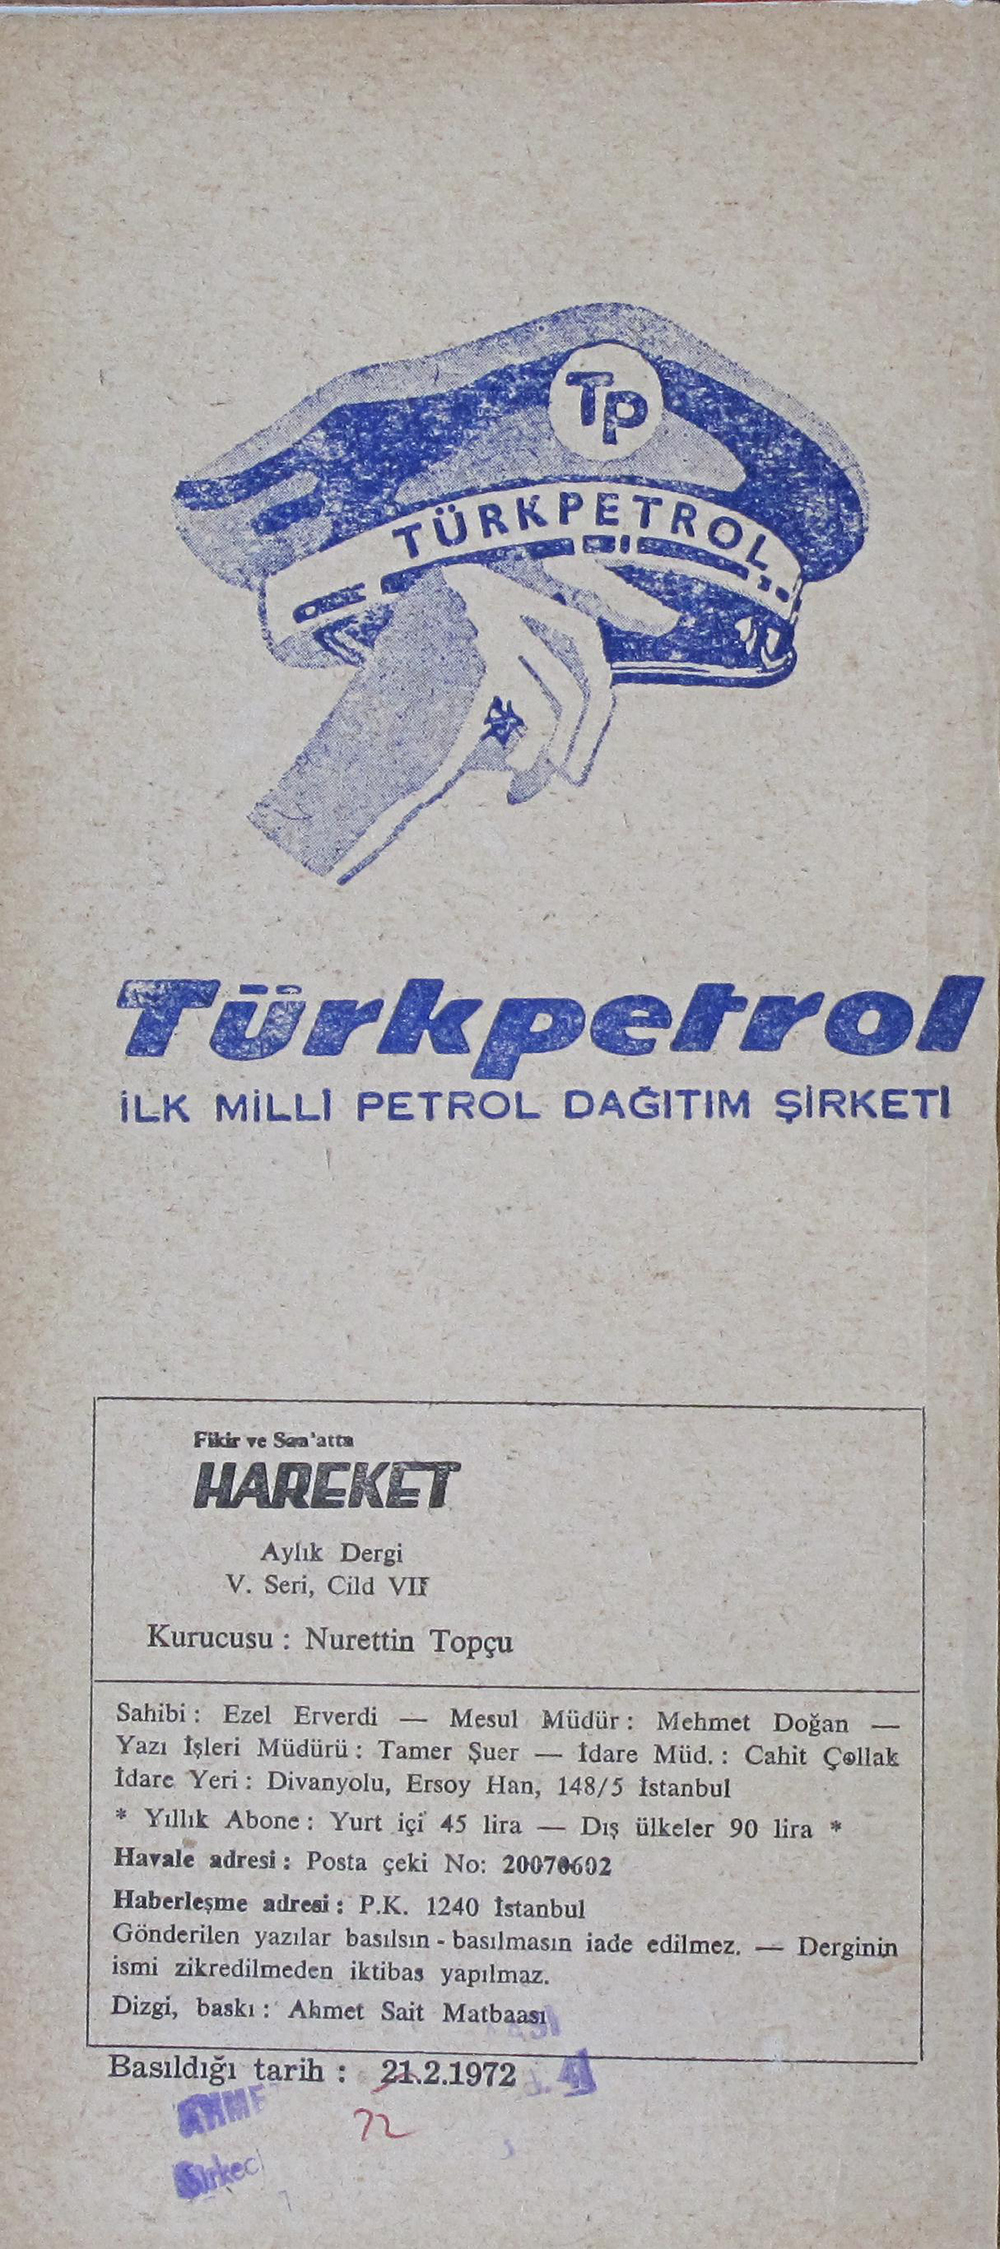 Tp
TÜRKPETROL
Türkpetrol
İLK MİLLÎ PETROL DAĞITIM ŞİRKETİ
Fikir ve San'atta
HAREKET
Aylık Dergi
V. Seri, Cild VII
Kurucusu : Nurettin Topçu
Sahibi : Ezel Erverdi — Mesul Müdür : Mehmet Doğan —
Yazı İşleri Müdürü : Tamer Şuer — İdare Müd. : Cahit Çollak
İdare Yeri : Divanyolu, Ersoy Han, 148/5 İstanbul
* Yıllık Abone : Yurt içi 45 lira — Dış ülkeler 90 lira *
Havale adresi : Posta çeki No: 20070602
Haberleşme adresi : P.K. 1240 İstanbul
Gönderilen yazılar basılsın - basılmasın iade edilmez. — Derginin
ismi zikredilmeden iktibas yapılmaz.
Dizgi, baskı : Ahmet Sait Matbaası
Basıldığı tarih : 21.2.1972
22
AHME
Sirkeci